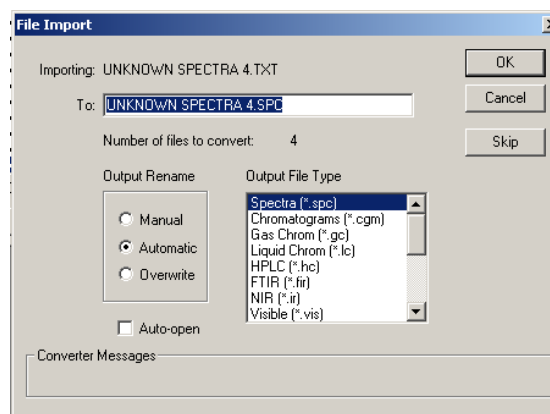 File Import
Importing: UNKNOWN SPECTRA 4.TXT
OK
To: UNKNOWN SPECTRA 4.SPC
Cancel
Number of files to convert: 4
Skip
Output Rename
Output File Type
Manual
Automatic
Overwrite
Auto-open
Spectra (*.spc)
Chromatograms (*.cgm)
Gas Chrom (*.gc)
Liquid Chrom (*.lc)
HPLC (*.hc)
FTIR (*.fir)
NIR (*.ir)
Visible (*.vis)
Converter Messages